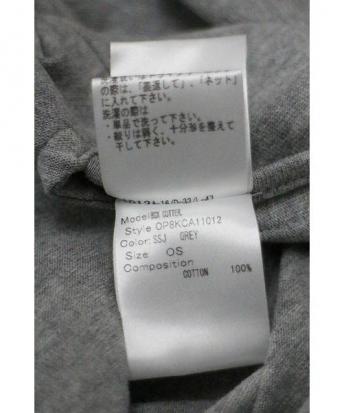 の際は、「裏返して」、「ネット」
に入れて下さい。
洗濯の際は
・単品で洗って下さい。
・絞りは弱く、十分形を整えて
干して下さい。
Model BOX CUTTER
Style OP8KCA11012
Color: SSJ GREY
Size OS
Composition
COTTON 100%